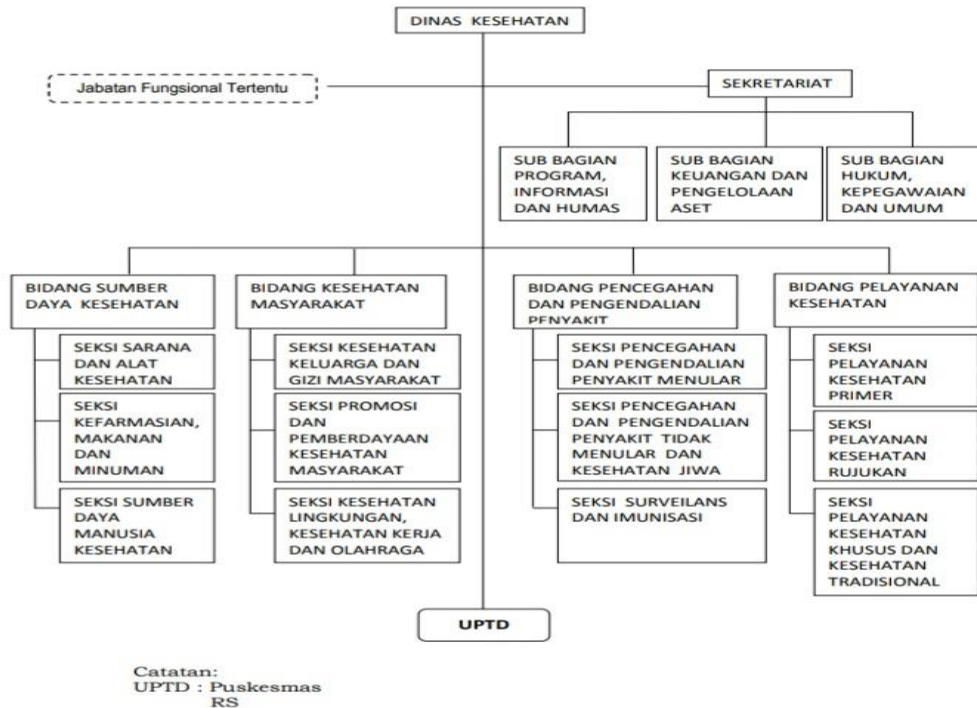 DINAS KESEHATAN
Jabatan Fungsional Tertentu
SEKRETARIAT
SUB BAGIAN
PROGRAM,
INFORMASI
DAN HUMAS
SUB BAGIAN
KEUANGAN DAN
PENGELOLAAN
ASET
SUB BAGIAN
HUKUM,
KEPEGAWAIAN
DAN UMUM
BIDANG SUMBER
DAYA KESEHATAN
SEKSI SARANA
DAN ALAT
KESEHATAN
SEKSI
KEFARMASIAN,
MAKANAN
DAN
MINUMAN
SEKSI SUMBER
DAYA
MANUSIA
KESEHATAN
BIDANG KESEHATAN
MASYARAKAT
SEKSI KESEHATAN
KELUARGA DAN
GIZI MASYARAKAT
SEKSI PROMOSI
DAN
PEMBERDAYAAN
KESEHATAN
MASYARAKAT
SEKSI KESEHATAN
LINGKUNGAN,
KESEHATAN KERJA
DAN OLAHRAGA
BIDANG PENCEGAHAN
DAN PENGENDALIAN
PENYAKIT
SEKSI PENCEGAHAN
DAN PENGENDALIAN
PENYAKIT MENULAR
SEKSI PENCEGAHAN
DAN PENGENDALIAN
PENYAKIT TIDAK
MENULAR DAN
KESEHATAN JIWA
SEKSI SURVEILANS
DAN IMUNISASI
BIDANG PELAYANAN
KESEHATAN
SEKSI
PELAYANAN
KESEHATAN
PRIMER
SEKSI
PELAYANAN
KESEHATAN
RUJUKAN
SEKSI
PELAYANAN
KESEHATAN
KHUSUS DAN
KESEHATAN
TRADISIONAL
UPTD
Catatan:
UPTD : Puskesmas
RS